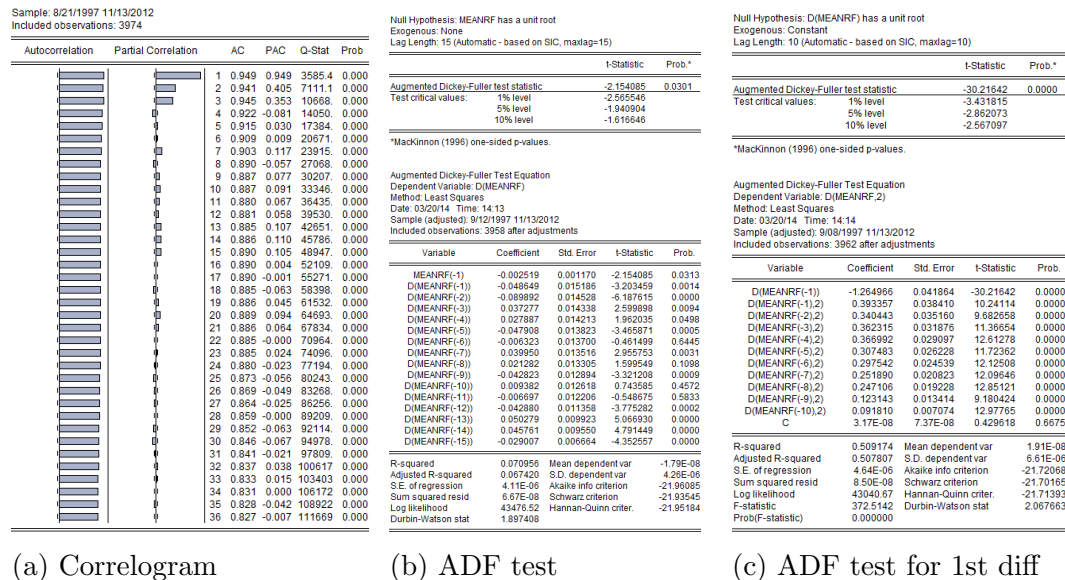 Sample: 8/21/1997 11/13/2012
Included observations: 3974
Autocorrelation Partial Correlation AC PAC Q-Stat Prob
1 0.949 0.949 3585.4 0.000
2 0.941 0.405 7111.1 0.000
3 0.945 0.353 10668. 0.000
4 0.922 -0.081 14050. 0.000
5 0.915 0.030 17384. 0.000
6 0.909 0.009 20671. 0.000
7 0.903 0.117 23915. 0.000
8 0.890 -0.057 27068. 0.000
9 0.887 0.077 30207. 0.000
10 0.887 0.091 33346. 0.000
11 0.880 0.067 36435. 0.000
12 0.881 0.058 39530. 0.000
13 0.885 0.107 42651. 0.000
14 0.886 0.110 45786. 0.000
15 0.890 0.105 48947. 0.000
16 0.890 0.004 52109. 0.000
17 0.890 -0.001 55271. 0.000
18 0.885 -0.063 58398. 0.000
19 0.886 0.045 61532. 0.000
20 0.889 0.094 64693. 0.000
21 0.886 0.064 67834. 0.000
22 0.885 -0.000 70964. 0.000
23 0.885 0.024 74096. 0.000
24 0.880 -0.023 77194. 0.000
25 0.873 -0.056 80243. 0.000
26 0.869 -0.049 83268. 0.000
27 0.864 -0.025 86256. 0.000
28 0.859 -0.000 89209. 0.000
29 0.852 -0.063 92114. 0.000
30 0.846 -0.067 94978. 0.000
31 0.841 -0.021 97809. 0.000
32 0.837 0.038 100617 0.000
33 0.833 0.015 103403 0.000
34 0.831 0.000 106172 0.000
35 0.828 -0.042 108922 0.000
36 0.827 -0.007 111669 0.000
(a) Correlogram
Null Hypothesis: MEANRF has a unit root
Exogenous: None
Lag Length: 15 (Automatic - based on SIC, maxlag=15)
t-Statistic Prob.*
Augmented Dickey-Fuller test statistic -2.154085 0.0301
Test critical values: 1% level -2.565546
5% level -1.940904
10% level -1.616646
*MacKinnon (1996) one-sided p-values.
Augmented Dickey-Fuller Test Equation
Dependent Variable: D(MEANRF)
Method: Least Squares
Date: 03/20/14 Time: 14:13
Sample (adjusted): 9/12/1997 11/13/2012
Included observations: 3958 after adjustments
Variable Coefficient Std. Error t-Statistic Prob.
MEANRF(-1) -0.002519 0.001170 -2.154085 0.0313
D(MEANRF(-1)) -0.048649 0.015186 -3.203459 0.0014
D(MEANRF(-2)) -0.089892 0.014528 -6.187615 0.0000
D(MEANRF(-3)) 0.037277 0.014338 2.599898 0.0094
D(MEANRF(-4)) 0.027887 0.014213 1.962035 0.0498
D(MEANRF(-5)) -0.047908 0.013823 -3.465871 0.0005
D(MEANRF(-6)) -0.006323 0.013700 -0.461499 0.6445
D(MEANRF(-7)) 0.039950 0.013516 2.955753 0.0031
D(MEANRF(-8)) 0.021282 0.013305 1.599549 0.1098
D(MEANRF(-9)) -0.042823 0.012894 -3.321208 0.0009
D(MEANRF(-10)) 0.009382 0.012618 0.743585 0.4572
D(MEANRF(-11)) -0.006697 0.012206 -0.548675 0.5833
D(MEANRF(-12)) -0.042880 0.011358 -3.775282 0.0002
D(MEANRF(-13)) 0.050279 0.009923 5.066930 0.0000
D(MEANRF(-14)) 0.045761 0.009550 4.791449 0.0000
D(MEANRF(-15)) -0.029007 0.006664 -4.352557 0.0000
R-squared 0.070956 Mean dependent var -1.79E-08
Adjusted R-squared 0.067420 S.D. dependent var 4.26E-06
S.E. of regression 4.11E-06 Akaike info criterion -21.96085
Sum squared resid 6.67E-08 Schwarz criterion -21.93545
Log likelihood 43476.52 Hannan-Quinn criter. -21.95184
Durbin-Watson stat 1.897408
(b) ADF test
Null Hypothesis: D(MEANRF) has a unit root
Exogenous: Constant
Lag Length: 10 (Automatic - based on SIC, maxlag=10)
t-Statistic Prob.*
Augmented Dickey-Fuller test statistic -30.21642 0.0000
Test critical values: 1% level -3.431815
5% level -2.862073
10% level -2.567097
*MacKinnon (1996) one-sided p-values.
Augmented Dickey-Fuller Test Equation
Dependent Variable: D(MEANRF,2)
Method: Least Squares
Date: 03/20/14 Time: 14:14
Sample (adjusted): 9/08/1997 11/13/2012
Included observations: 3962 after adjustments
Variable Coefficient Std. Error t-Statistic Prob.
D(MEANRF(-1)) -1.264966 0.041864 -30.21642 0.0000
D(MEANRF(-1),2) 0.393357 0.038410 10.24114 0.0000
D(MEANRF(-2),2) 0.340443 0.035160 9.682658 0.0000
D(MEANRF(-3),2) 0.362315 0.031876 11.36654 0.0000
D(MEANRF(-4),2) 0.366992 0.029097 12.61278 0.0000
D(MEANRF(-5),2) 0.307483 0.026228 11.72362 0.0000
D(MEANRF(-6),2) 0.297542 0.024539 12.12508 0.0000
D(MEANRF(-7),2) 0.251890 0.020823 12.09646 0.0000
D(MEANRF(-8),2) 0.247106 0.019228 12.85121 0.0000
D(MEANRF(-9),2) 0.123143 0.013414 9.180424 0.0000
D(MEANRF(-10),2) 0.091810 0.007074 12.97765 0.0000
C 3.17E-08 7.37E-08 0.429618 0.6675
R-squared 0.509174 Mean dependent var 1.91E-08
Adjusted R-squared 0.507807 S.D. dependent var 6.61E-06
S.E. of regression 4.64E-06 Akaike info criterion -21.72068
Sum squared resid 8.50E-08 Schwarz criterion -21.70165
Log likelihood 43040.67 Hannan-Quinn criter. -21.71393
F-statistic 372.5142 Durbin-Watson stat 2.067663
Prob(F-statistic) 0.000000
(c) ADF test for 1st diff